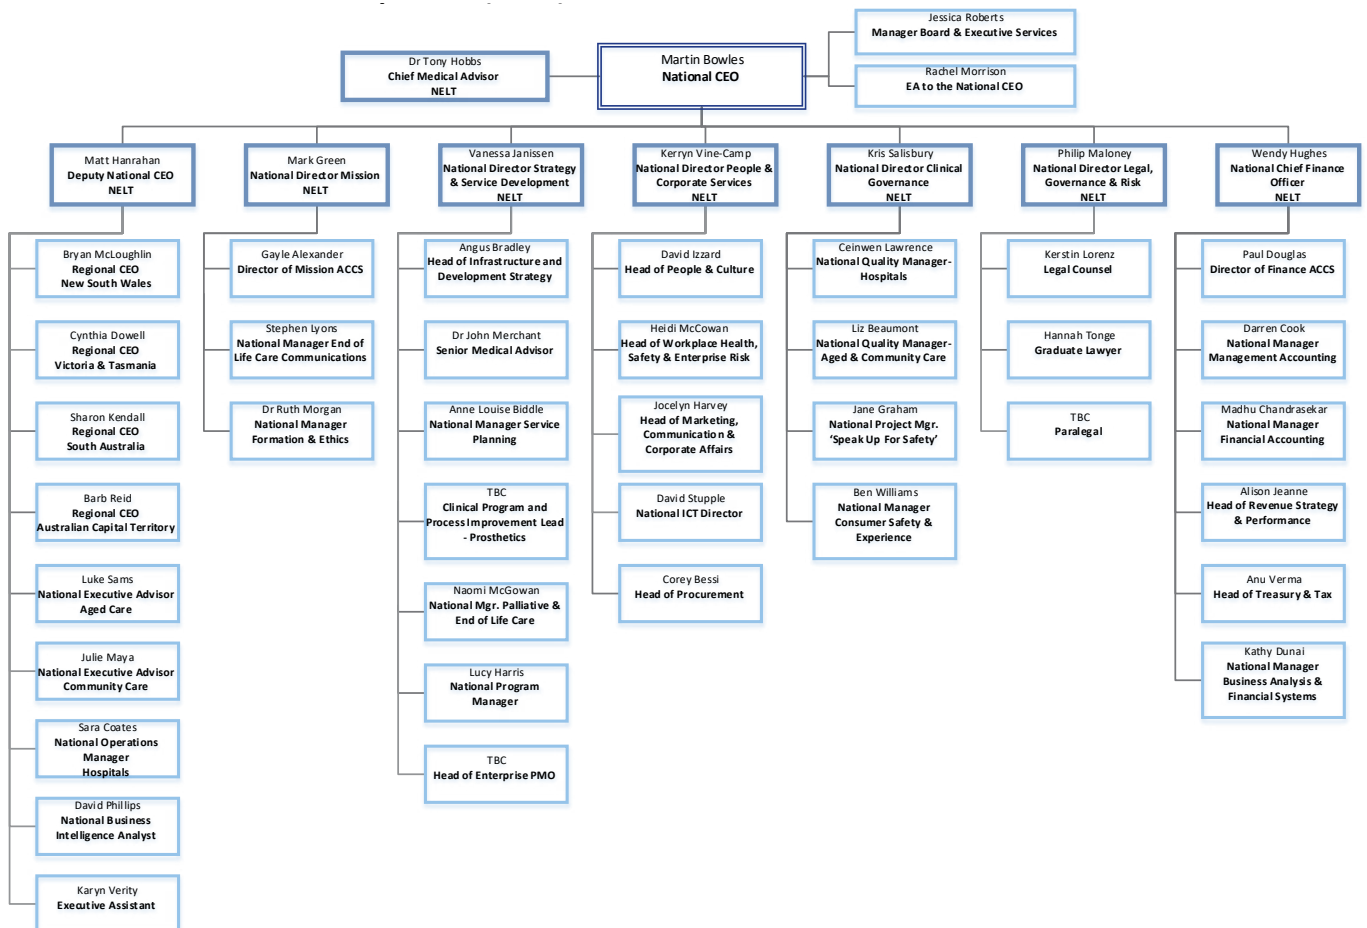 Jessica Roberts
Manager Board & Executive Services
Dr Tony Hobbs
Chief Medical Advisor
NELT
Martin Bowles
National CEO
Rachel Morrison
EA to the National CEO
Matt Hanrahan
Deputy National CEO
NELT
Mark Green
National Director Mission
NELT
Vanessa Janissen
National Director Strategy
& Service Development
NELT
Kerryn Vine-Camp
National Director People &
Corporate Services
NELT
Kris Salisbury
National Director Clinical
Governance
NELT
Philip Maloney
National Director Legal,
Governance & Risk
NELT
Wendy Hughes
National Chief Finance
Officer
NELT
Bryan McLoughlin
Regional CEO
New South Wales
Cynthia Dowell
Regional CEO
Victoria & Tasmania
Sharon Kendall
Regional CEO
South Australia
Barb Reid
Regional CEO
Australian Capital Territory
Luke Sams
National Executive Advisor
Aged Care
Julie Maya
National Executive Advisor
Community Care
Sara Coates
National Operations
Manager
Hospitals
David Phillips
National Business
Intelligence Analyst
Karyn Verity
Executive Assistant
Gayle Alexander
Director of Mission ACCS
Stephen Lyons
National Manager End of
Life Care Communications
Dr Ruth Morgan
National Manager
Formation & Ethics
Angus Bradley
Head of Infrastructure and
Development Strategy
Dr John Merchant
Senior Medical Advisor
Anne Louise Biddle
National Manager Service
Planning
TBC
Clinical Program and
Process Improvement Lead
- Prosthetics
Naomi McGowan
National Mgr. Palliative &
End of Life Care
Lucy Harris
National Program
Manager
TBC
Head of Enterprise PMO
David Izzard
Head of People & Culture
Heidi McCowan
Head of Workplace Health,
Safety & Enterprise Risk
Jocelyn Harvey
Head of Marketing,
Communication &
Corporate Affairs
David Stupple
National ICT Director
Corey Bessi
Head of Procurement
Ceinwen Lawrence
National Quality Manager-
Hospitals
Liz Beaumont
National Quality Manager-
Aged & Community Care
Jane Graham
National Project Mgr.
‘Speak Up For Safety’
Ben Williams
National Manager
Consumer Safety &
Experience
Kerstin Lorenz
Legal Counsel
Hannah Tonge
Graduate Lawyer
TBC
Paralegal
Paul Douglas
Director of Finance ACCS
Darren Cook
National Manager
Management Accounting
Madhu Chandrasekar
National Manager
Financial Accounting
Alison Jeanne
Head of Revenue Strategy
& Performance
Anu Verma
Head of Treasury & Tax
Kathy Dunai
National Manager
Business Analysis &
Financial Systems